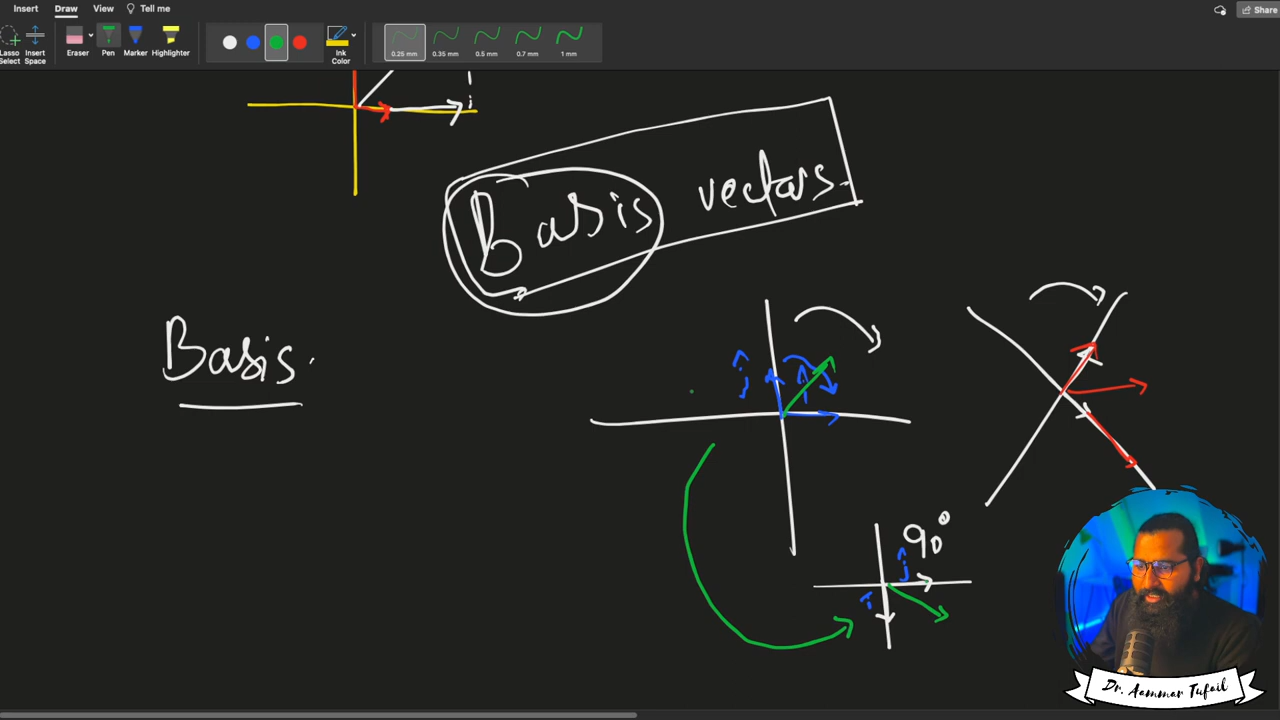 Insert Draw View Tell me
Share
Lasso Select
Insert Space
Eraser
Pen
Marker
Highlighter
Ink Color
0.25 mm
0.35 mm
0.5 mm
0.7 mm
1 mm
Basis vectors.
Basis.
ĵ
î
90°
ĵ
î
Dr. Aammar Tufail